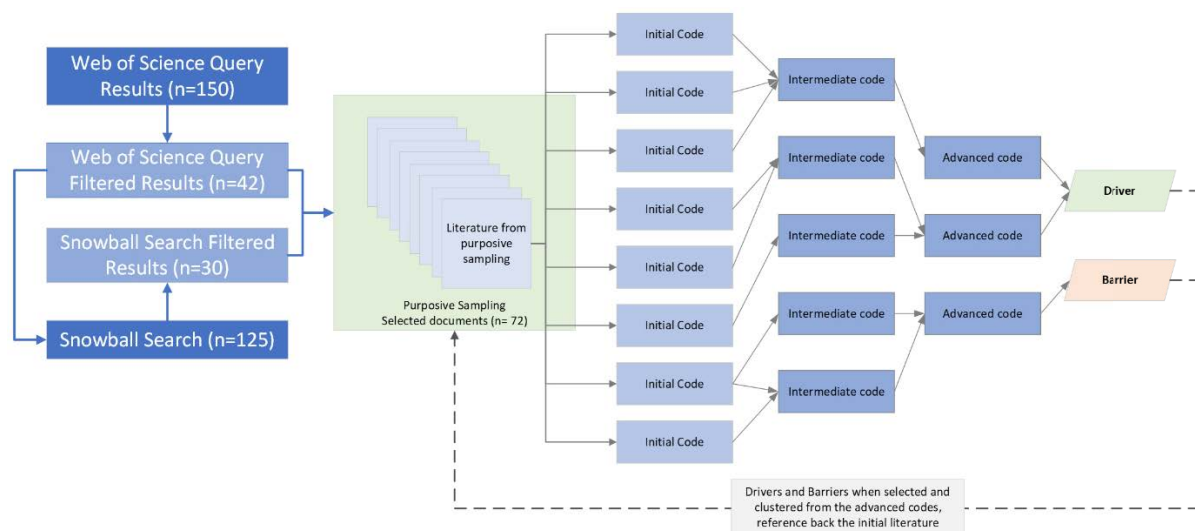 Web of Science Query
Results (n=150)
Web of Science Query
Filtered Results (n=42)
Snowball Search Filtered
Results (n=30)
Snowball Search (n=125)
Literature from
purposive
sampling
Purposive Sampling
Selected documents (n= 72)
Initial Code
Initial Code
Initial Code
Initial Code
Initial Code
Initial Code
Initial Code
Initial Code
Intermediate code
Intermediate code
Intermediate code
Intermediate code
Intermediate code
Advanced code
Advanced code
Advanced code
Driver
Barrier
Drivers and Barriers when selected and
clustered from the advanced codes,
reference back the initial literature